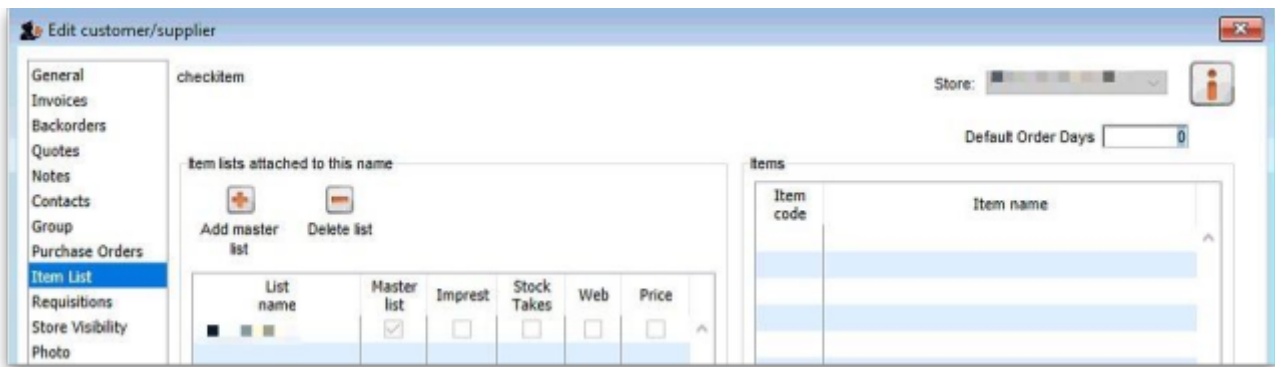 Edit customer/supplier
General
Invoices
Backorders
Quotes
Notes
Contacts
Group
Purchase Orders
Item List
Requisitions
Store Visibility
Photo
checkitem
Store:
Default Order Days 0
Item lists attached to this name
Add master list
Delete list
List name
Master list
Imprest
Stock Takes
Web
Price
Items
Item code
Item name